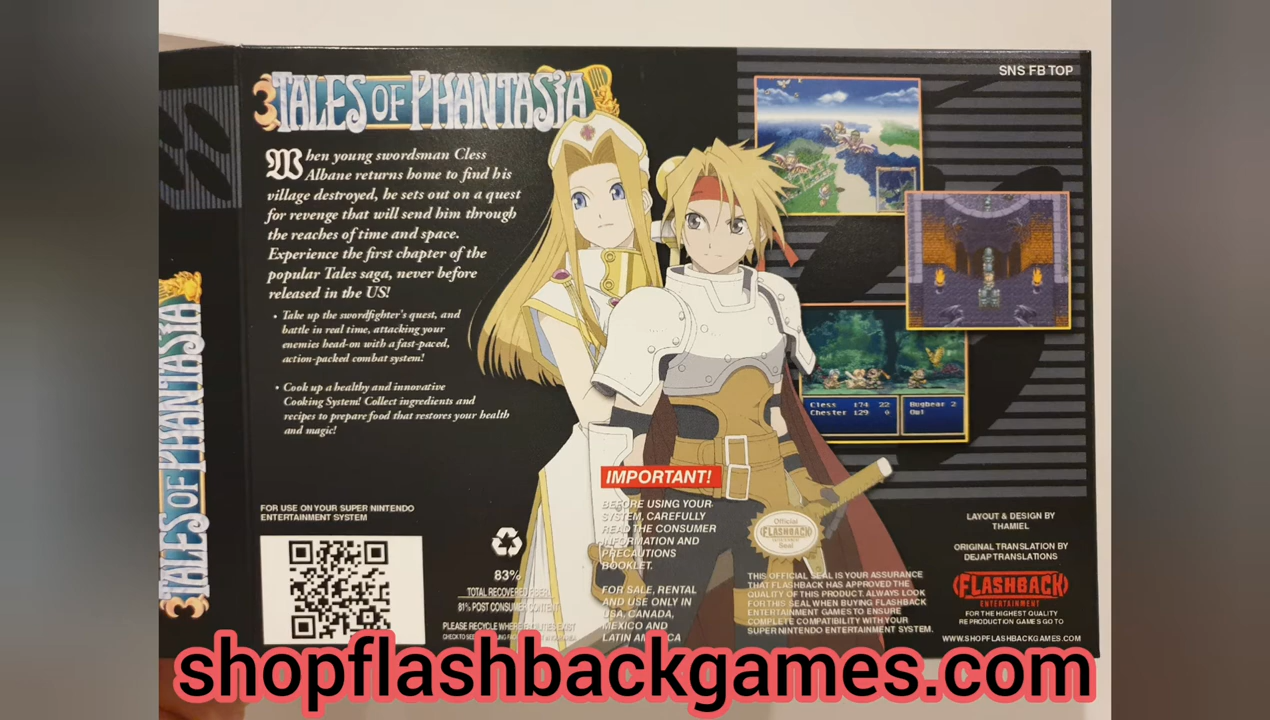 TALES OF PHANTASIA
SNS FB TOP
When young swordsman Cless
Albane returns home to find his
village destroyed, he sets out on a quest
for revenge that will send him through
the reaches of time and space.
Experience the first chapter of the
popular Tales saga, never before
released in the US!
• Take up the swordfighter's quest, and
battle in real time, attacking your
enemies head-on with a fast-paced,
action-packed combat system!
• Cook up a healthy and innovative
Cooking System! Collect ingredients and
recipes to prepare food that restores your health
and magic!
TALES OF PHANTASIA
Cless 174 22
Chester 129 0
Bugbear 2
Owl
FOR USE ON YOUR SUPER NINTENDO
ENTERTAINMENT SYSTEM
83%
TOTAL RECOVERED FIBER
81% POST CONSUMER CONTENT
PLEASE RECYCLE WHERE FACILITIES EXIST
IMPORTANT!
BEFORE USING YOUR
SYSTEM, CAREFULLY
READ THE CONSUMER
INFORMATION AND
PRECAUTIONS
BOOKLET.
FOR SALE, RENTAL
AND USE ONLY IN
USA, CANADA,
MEXICO AND
LATIN AMERICA
Official
FLASHBACK
ENTERTAINMENT
Seal
THIS OFFICIAL SEAL IS YOUR ASSURANCE
THAT FLASHBACK HAS APPROVED THE
QUALITY OF THIS PRODUCT. ALWAYS LOOK
FOR THIS SEAL WHEN BUYING FLASHBACK
ENTERTAINMENT GAMES TO ENSURE
COMPLETE COMPATIBILITY WITH YOUR
SUPER NINTENDO ENTERTAINMENT SYSTEM.
LAYOUT & DESIGN BY
THAMIEL
ORIGINAL TRANSLATION BY
DEJAP TRANSLATIONS
FLASHBACK
ENTERTAINMENT
FOR THE HIGHEST QUALITY
RE PRODUCTION GAMES GO TO
WWW.SHOPFLASHBACKGAMES.COM
shopflashbackgames.com